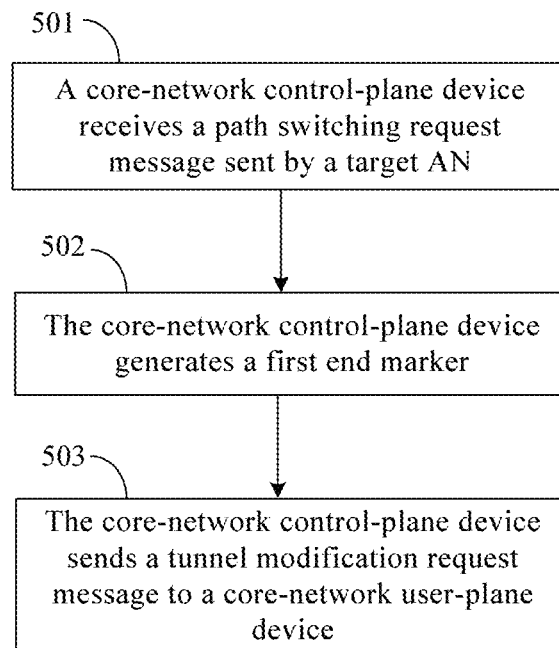 501
A core-network control-plane device
receives a path switching request
message sent by a target AN
502
The core-network control-plane device
generates a first end marker
503
The core-network control-plane device
sends a tunnel modification request
message to a core-network user-plane
device